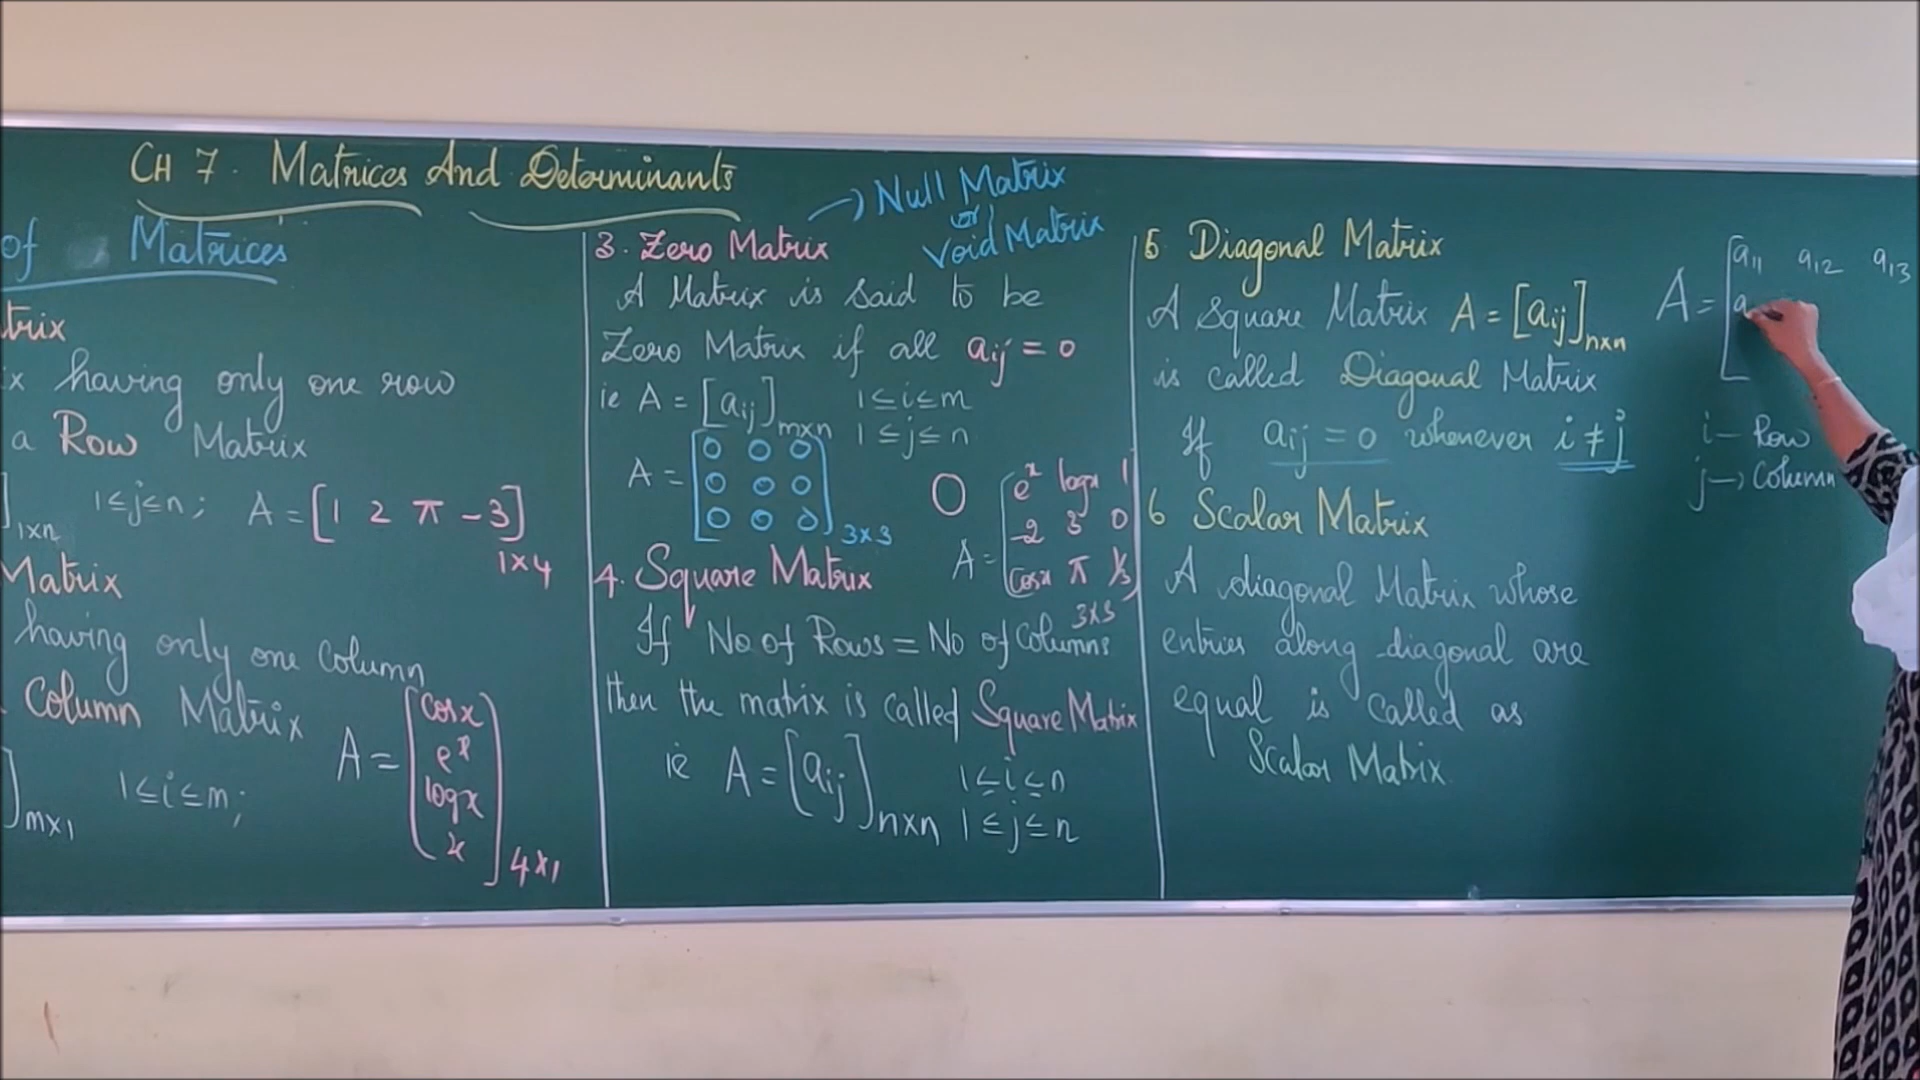 CH 7. Matrices And Determinants
of Matrices
trix
x having only one row
a Row Matrix
]1xn 1≤j≤n; A = [1 2 π -3]
1x4
Matrix
having only one Column
Column Matrix
]mx1 1≤i≤m; A = [cosx
e^x
logx
x] 4x1
→ Null Matrix
(or)
Void Matrix
3. Zero Matrix
A Matrix is said to be
Zero Matrix if all aij = 0
ie A = [aij]mxn 1≤i≤m
1≤j≤n
A = [0 0 0
0 0 0
0 0 0] 3x3
O
A = [e^x logx 1
-2 3 0
cosx π 1/3] 3x3
4. Square Matrix
If No of Rows = No of Columns
then the matrix is called Square Matrix
ie A = [aij]nxn 1≤i≤n
1≤j≤n
5 Diagonal Matrix
A Square Matrix A = [aij]nxn
is called Diagonal Matrix
If aij = 0 whenever i ≠ j
6 Scalar Matrix
A diagonal Matrix whose
entries along diagonal are
equal is called as
Scalar Matrix.
A = [a11 a12 a13
a
i – Row
j → Column